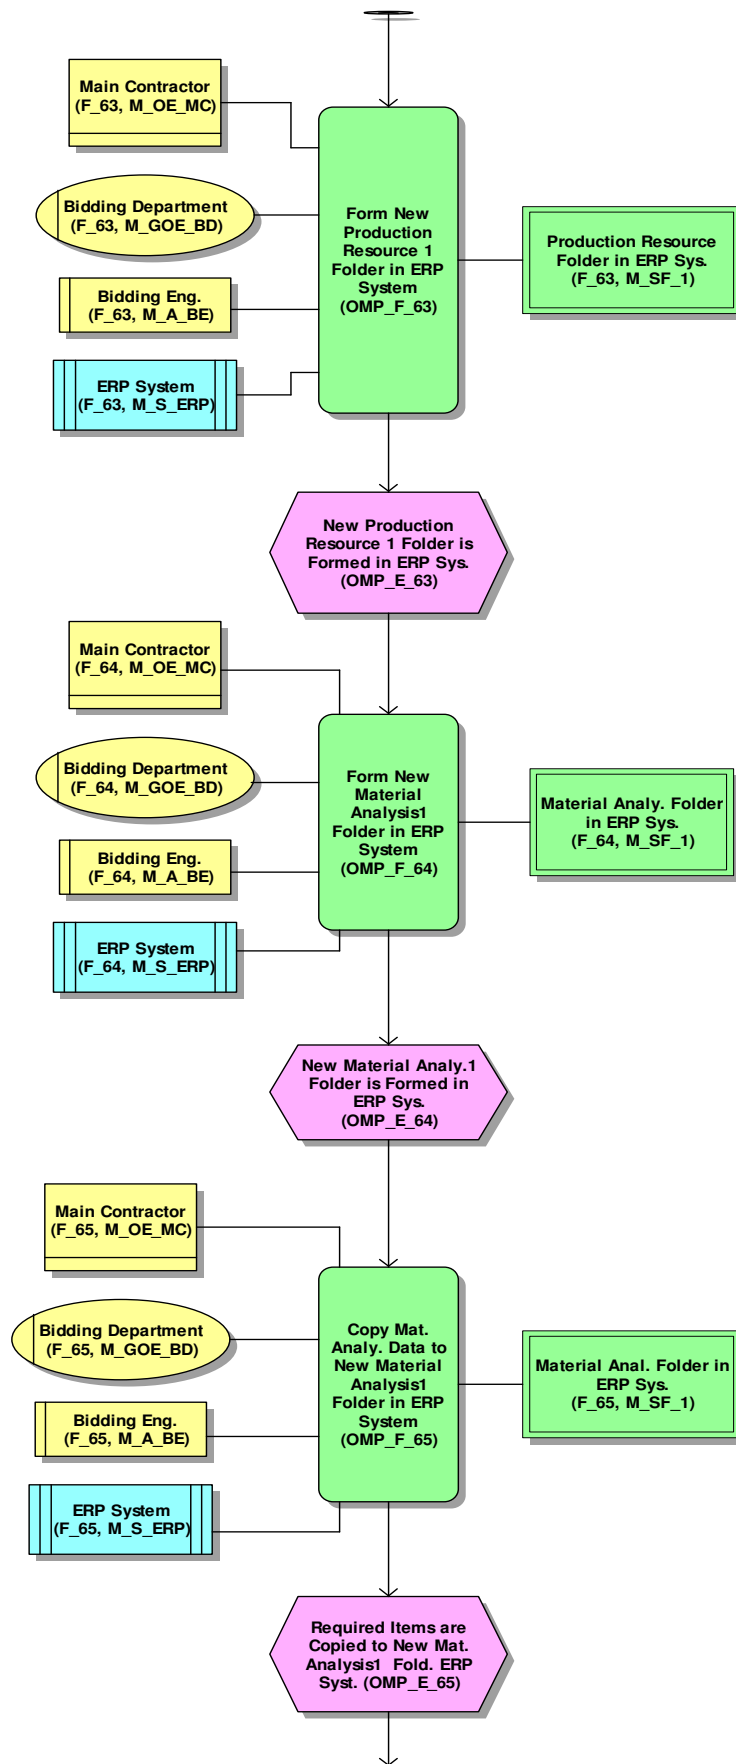 Main Contractor
(F_63, M_OE_MC)
Bidding Department
(F_63, M_GOE_BD)
Bidding Eng.
(F_63, M_A_BE)
ERP System
(F_63, M_S_ERP)
Form New
Production
Resource 1
Folder in ERP
System
(OMP_F_63)
Production Resource
Folder in ERP Sys.
(F_63, M_SF_1)
New Production
Resource 1 Folder is
Formed in ERP Sys.
(OMP_E_63)
Main Contractor
(F_64, M_OE_MC)
Bidding Department
(F_64, M_GOE_BD)
Bidding Eng.
(F_64, M_A_BE)
ERP System
(F_64, M_S_ERP)
Form New
Material
Analysis1
Folder in ERP
System
(OMP_F_64)
Material Analy. Folder
in ERP Sys.
(F_64, M_SF_1)
New Material Analy.1
Folder is Formed in
ERP Sys.
(OMP_E_64)
Main Contractor
(F_65, M_OE_MC)
Bidding Department
(F_65, M_GOE_BD)
Bidding Eng.
(F_65, M_A_BE)
ERP System
(F_65, M_S_ERP)
Copy Mat.
Analy. Data to
New Material
Analysis1
Folder in ERP
System
(OMP_F_65)
Material Anal. Folder in
ERP Sys.
(F_65, M_SF_1)
Required Items are
Copied to New Mat.
Analysis1 Fold. ERP
Syst. (OMP_E_65)